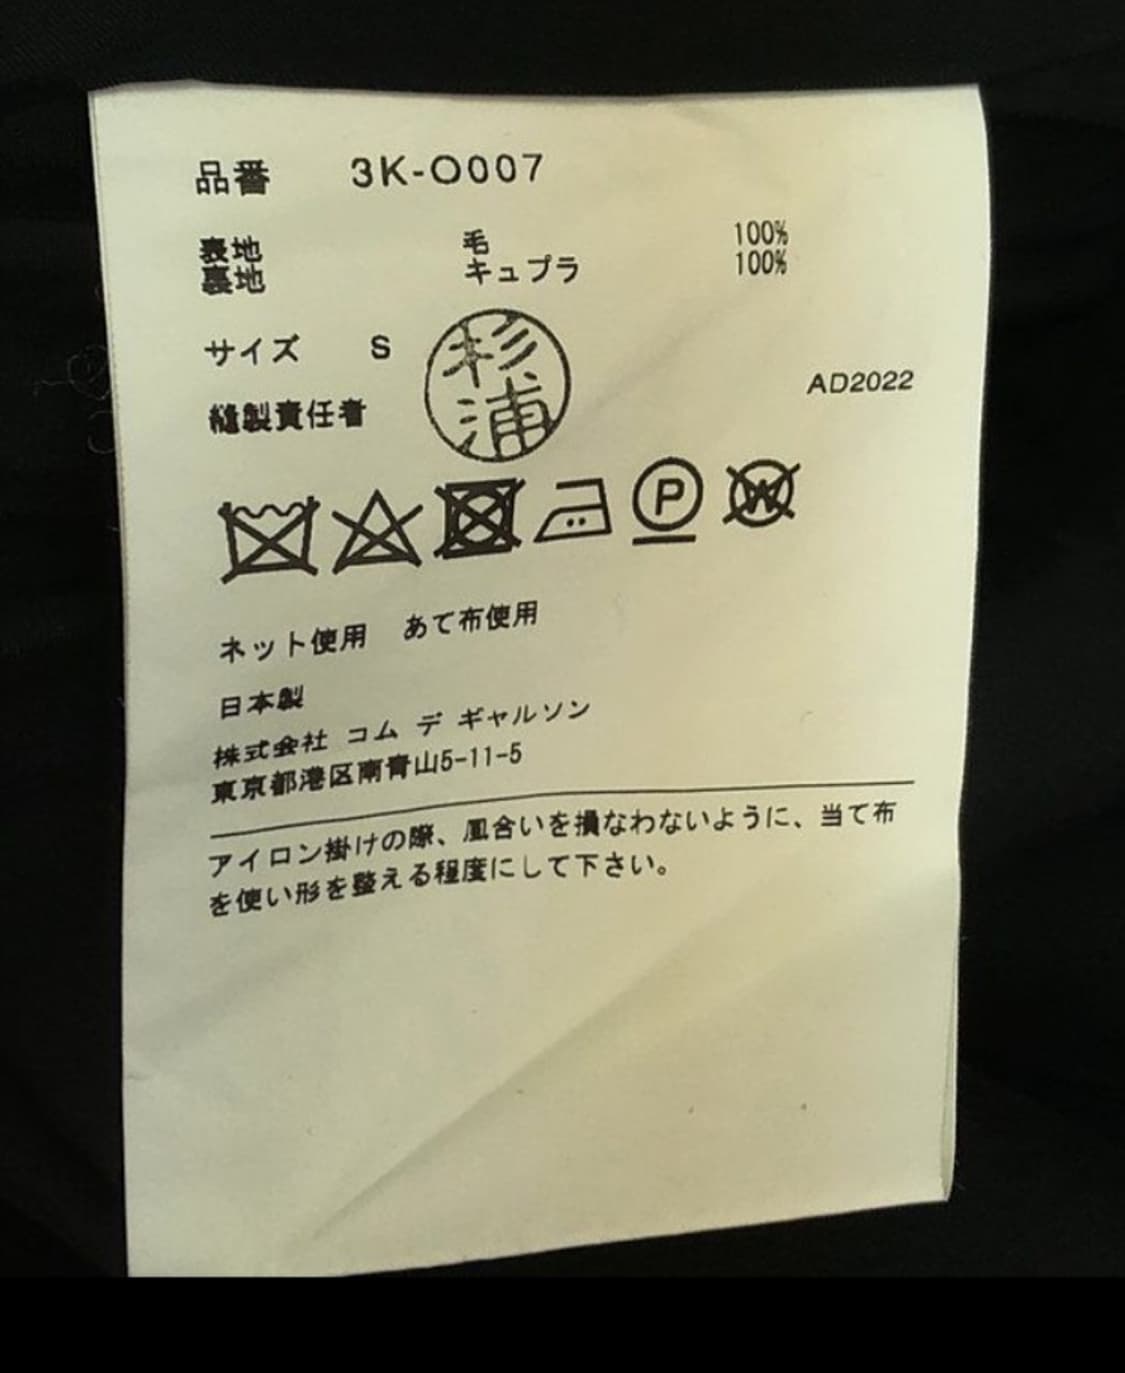 品番 3K-O007
表地 毛 100%
裏地 キュプラ 100%
サイズ S
杉浦
AD2022
縫製責任者
P W
ネット使用 あて布使用
日本製
株式会社 コム デ ギャルソン
東京都港区南青山5-11-5
アイロン掛けの際、風合いを損なわないように、当て布
を使い形を整える程度にして下さい。